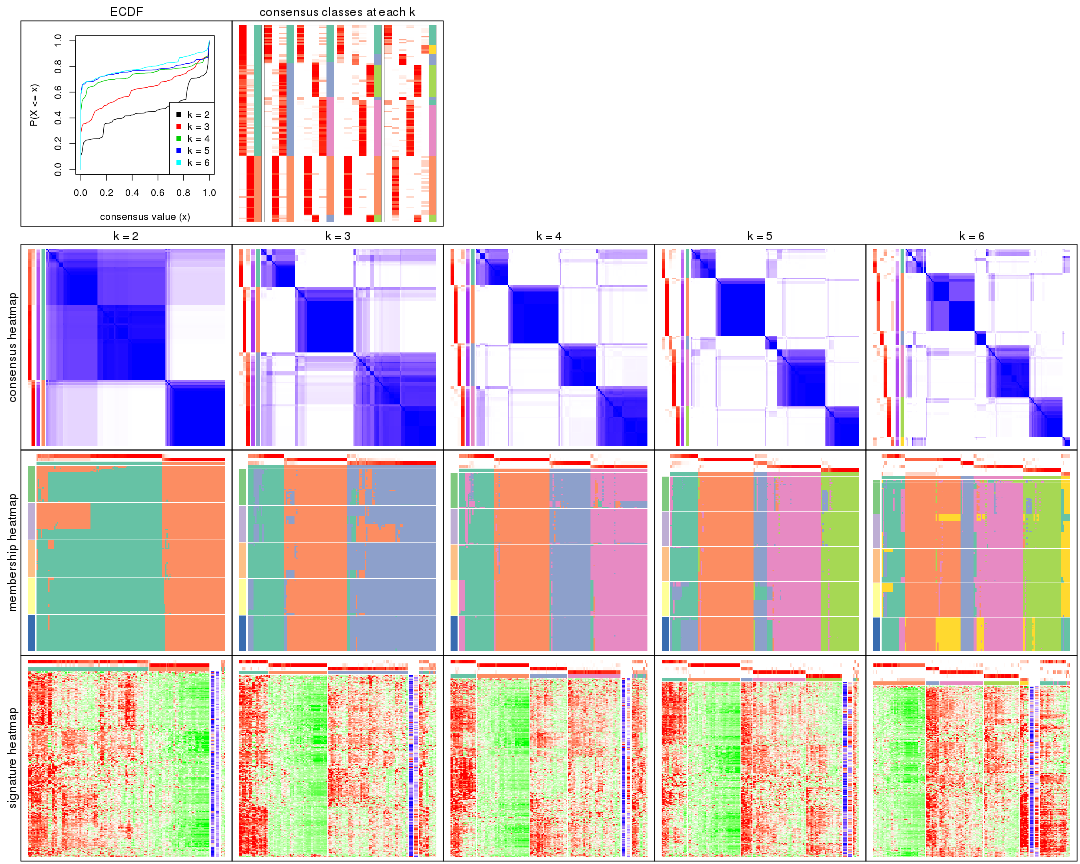 ECDF
consensus classes at each k
P(X <= x)
0.0 0.2 0.4 0.6 0.8 1.0
k = 2
k = 3
k = 4
k = 5
k = 6
0.0 0.2 0.4 0.6 0.8 1.0
consensus value (x)
k = 2 k = 3 k = 4 k = 5 k = 6
consensus heatmap
membership heatmap
signature heatmap